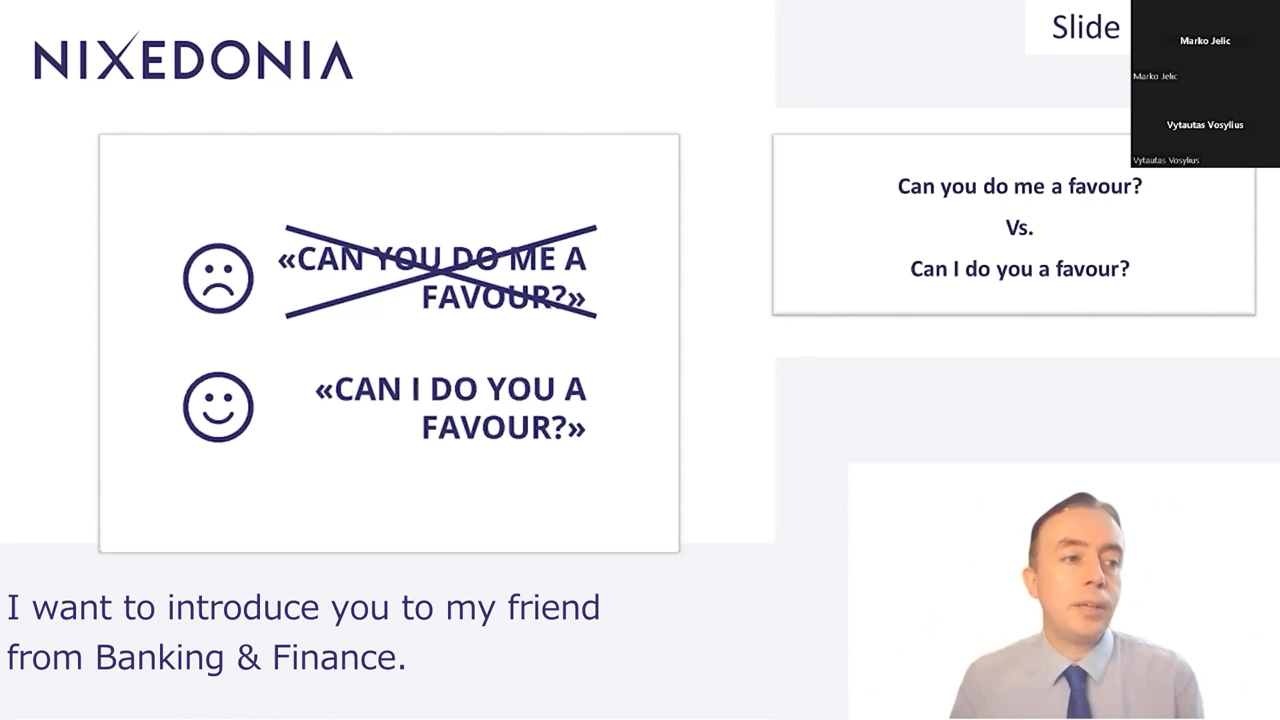 NIXEDONIA
Slide
Marko Jelic
Marko Jelic
Vytautas Vosylius
Vytautas Vosylius
«CAN YOU DO ME A
FAVOUR?»
«CAN I DO YOU A
FAVOUR?»
Can you do me a favour?
Vs.
Can I do you a favour?
I want to introduce you to my friend
from Banking & Finance.